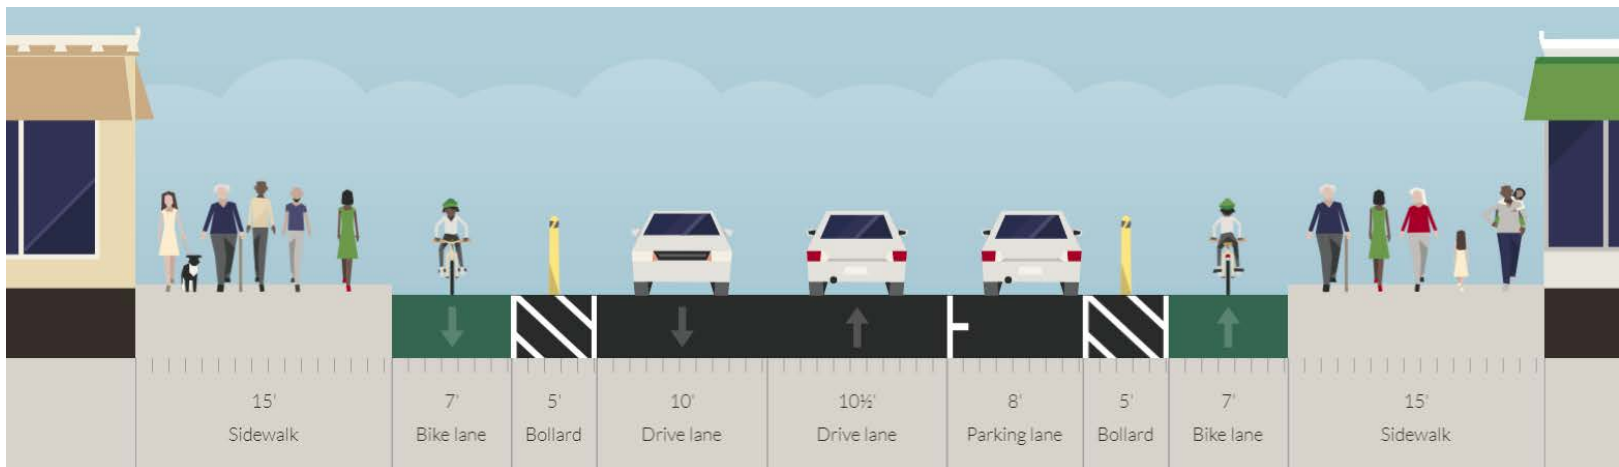 15' 7' 5' 10' 10½' 8' 5' 7' 15'
Sidewalk Bike lane Bollard Drive lane Drive lane Parking lane Bollard Bike lane Sidewalk